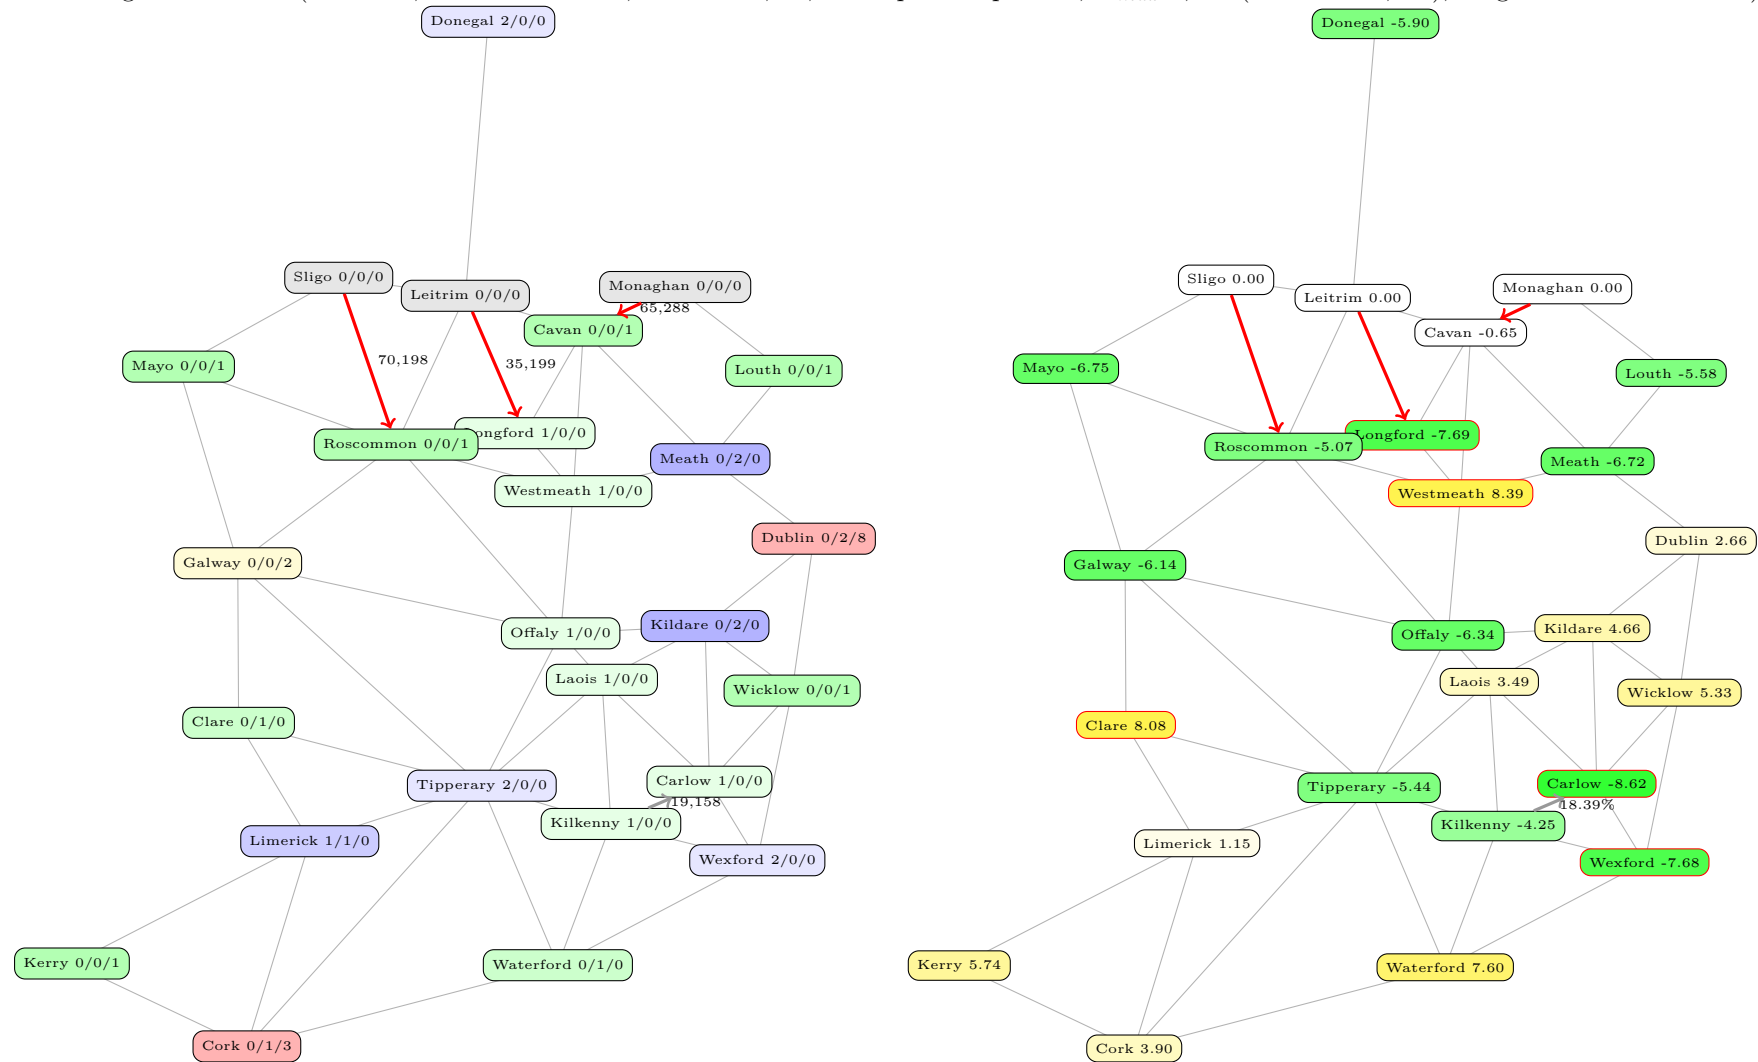 Donegal 2/0/0
Sligo 0/0/0
Leitrim 0/0/0
Monaghan 0/0/0
65,288
Cavan 0/0/1
70,198
35,199
Mayo 0/0/1
Louth 0/0/1
Longford 1/0/0
Roscommon 0/0/1
Meath 0/2/0
Westmeath 1/0/0
Dublin 0/2/8
Galway 0/0/2
Kildare 0/2/0
Offaly 1/0/0
Laois 1/0/0
Wicklow 0/0/1
Clare 0/1/0
Tipperary 2/0/0
Carlow 1/0/0
19,158
Kilkenny 1/0/0
Limerick 1/1/0
Wexford 2/0/0
Kerry 0/0/1
Waterford 0/1/0
Cork 0/1/3
Donegal -5.90
Sligo 0.00
Leitrim 0.00
Monaghan 0.00
Cavan -0.65
Mayo -6.75
Louth -5.58
Longford -7.69
Roscommon -5.07
Meath -6.72
Westmeath 8.39
Dublin 2.66
Galway -6.14
Kildare 4.66
Offaly -6.34
Laois 3.49
Wicklow 5.33
Clare 8.08
Tipperary -5.44
Carlow -8.62
18.39%
Kilkenny -4.25
Limerick 1.15
Wexford -7.68
Kerry 5.74
Waterford 7.60
Cork 3.90